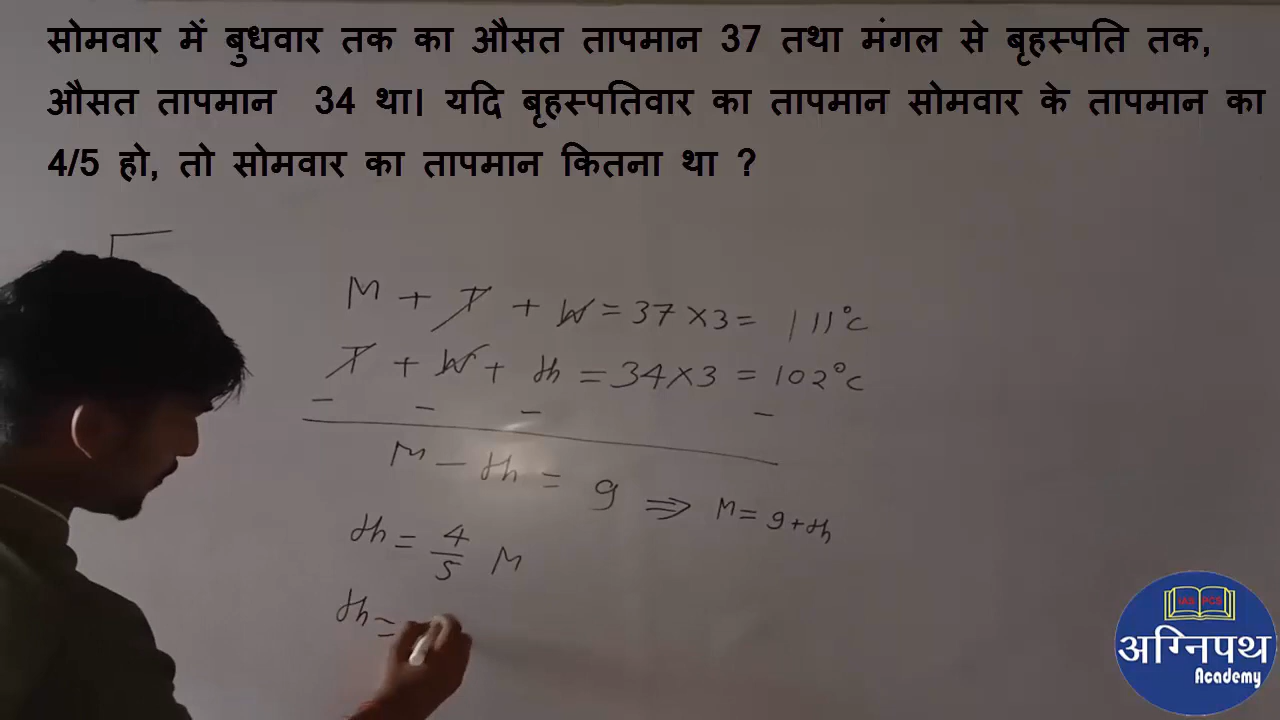 सोमवार में बुधवार तक का औसत तापमान 37 तथा मंगल से बृहस्पति तक,
औसत तापमान 34 था। यदि बृहस्पतिवार का तापमान सोमवार के तापमान का
4/5 हो, तो सोमवार का तापमान कितना था ?
M + T + W = 37 × 3 = 111°C
T + W + th = 34 × 3 = 102°C
- - - -
M - th = 9 ⇒ M = 9 + th
th = 4/5 M
th =
IAS PCS
अग्निपथ
Academy